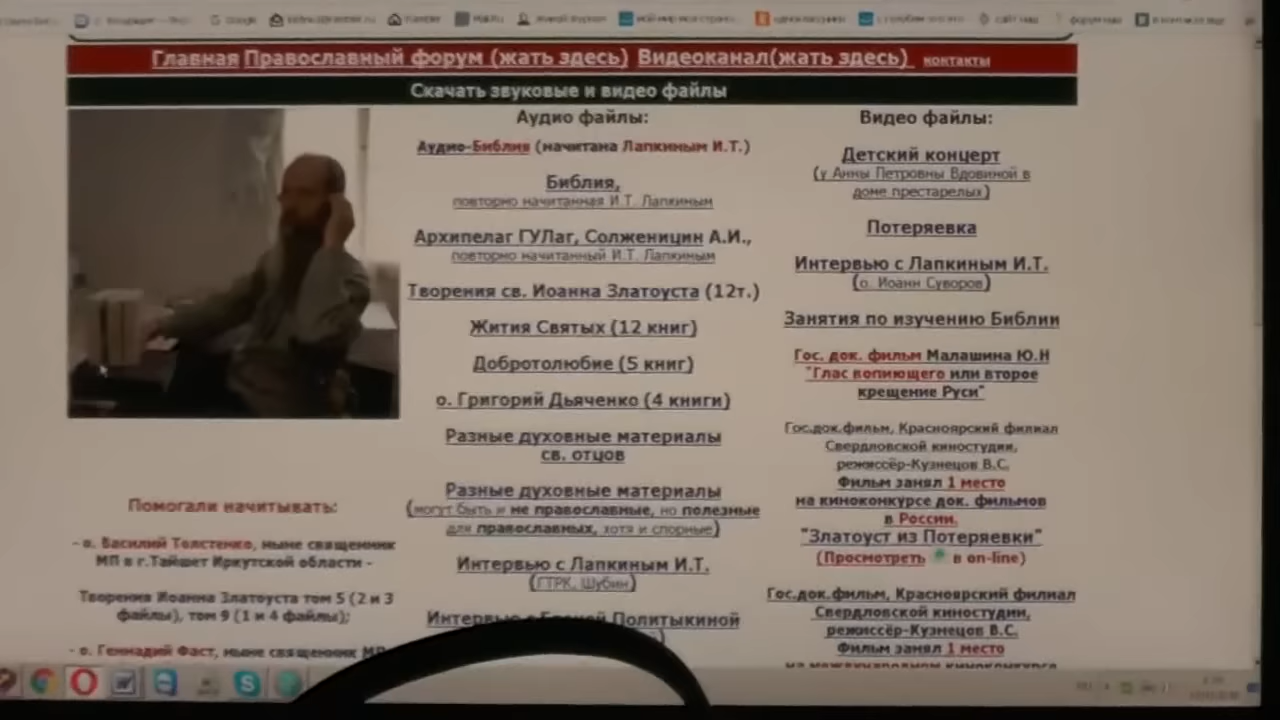 Google
Главная Православный форум (жать здесь) Видеоканал(жать здесь) контакты
Скачать звуковые и видео файлы
Аудио файлы:
Аудио-Библия (начитана Лапкиным И.Т.)
Библия,
повторно начитанная И.Т. Лапкиным
Архипелаг ГУЛаг, Солженицин А.И.,
повторно начитанный И.Т. Лапкиным
Творения св. Иоанна Златоуста (12т.)
Жития Святых (12 книг)
Добротолюбие (5 книг)
о. Григорий Дьяченко (4 книги)
Разные духовные материалы
св. отцов
Разные духовные материалы
(могут быть и не православные, но полезные
для православных, хотя и спорные)
Интервью с Лапкиным И.Т.
(ГТРК, Шубин)
Интервью с Политыкиной
Видео файлы:
Детский концерт
(у Анны Петровны Вдовиной в
доме престарелых)
Потеряевка
Интервью с Лапкиным И.Т.
(о. Иоанн Суворов)
Занятия по изучению Библии
Гос. док. фильм Малашина Ю.Н
"Глас вопиющего или второе
крещение Руси"
Гос.док.фильм, Красноярский филиал
Свердловской киностудии,
режиссёр-Кузнецов В.С.
Фильм занял 1 место
на киноконкурсе док. фильмов
в России.
"Златоуст из Потеряевки"
(Просмотреть в on-line)
Гос.док.фильм, Красноярский филиал
Свердловской киностудии,
режиссёр-Кузнецов В.С.
Фильм занял 1 место
на международном киноконкурсе
Помогали начитывать:
- о. Василий Толстенко, ныне священник
МП в г.Тайшет Иркутской области -
Творения Иоанна Златоуста том 5 (2 и 3
файлы), том 9 (1 и 4 файлы);
- о. Геннадий Фаст, ныне священник МП